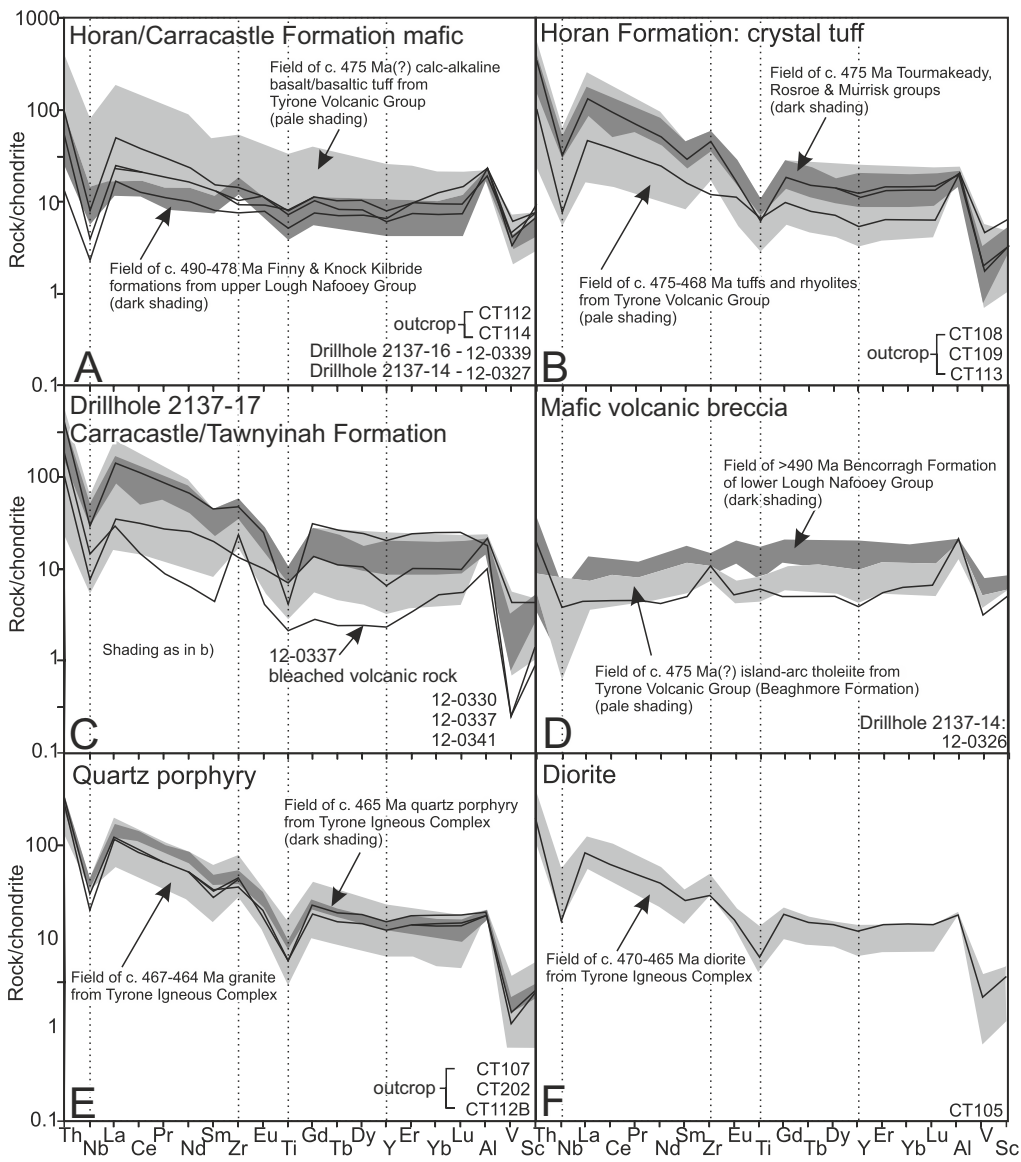 1000
100
10
1
0.1
Rock/chondrite
Horan/Carracastle Formation mafic
Field of c. 475 Ma(?) calc-alkaline
basalt/basaltic tuff from
Tyrone Volcanic Group
(pale shading)
Field of c. 490-478 Ma Finny & Knock Kilbride
formations from upper Lough Nafooey Group
(dark shading)
outcrop
CT112
CT114
Drillhole 2137-16 - 12-0339
Drillhole 2137-14 - 12-0327
A
Horan Formation: crystal tuff
Field of c. 475 Ma Tourmakeady,
Rosroe & Murrisk groups
(dark shading)
Field of c. 475-468 Ma tuffs and rhyolites
from Tyrone Volcanic Group
(pale shading)
outcrop
CT108
CT109
CT113
B
100
10
1
0.1
Rock/chondrite
Drillhole 2137-17
Carracastle/Tawnyinah Formation
Shading as in b)
12-0337
bleached volcanic rock
12-0330
12-0337
12-0341
C
Mafic volcanic breccia
Field of >490 Ma Bencorragh Formation
of lower Lough Nafooey Group
(dark shading)
Field of c. 475 Ma(?) island-arc tholeiite from
Tyrone Volcanic Group (Beaghmore Formation)
(pale shading)
Drillhole 2137-14:
12-0326
D
100
10
1
0.1
Rock/chondrite
Quartz porphyry
Field of c. 465 Ma quartz porphyry
from Tyrone Igneous Complex
(dark shading)
Field of c. 467-464 Ma granite
from Tyrone Igneous Complex
outcrop
CT107
CT202
CT112B
E
Diorite
Field of c. 470-465 Ma diorite
from Tyrone Igneous Complex
CT105
F
Th La Pr Sm Eu Gd Dy Er Lu V Th La Pr Sm Eu Gd Dy Er Lu V
Nb Ce Nd Zr Ti Tb Y Yb Al Sc Nb Ce Nd Zr Ti Tb Y Yb Al Sc